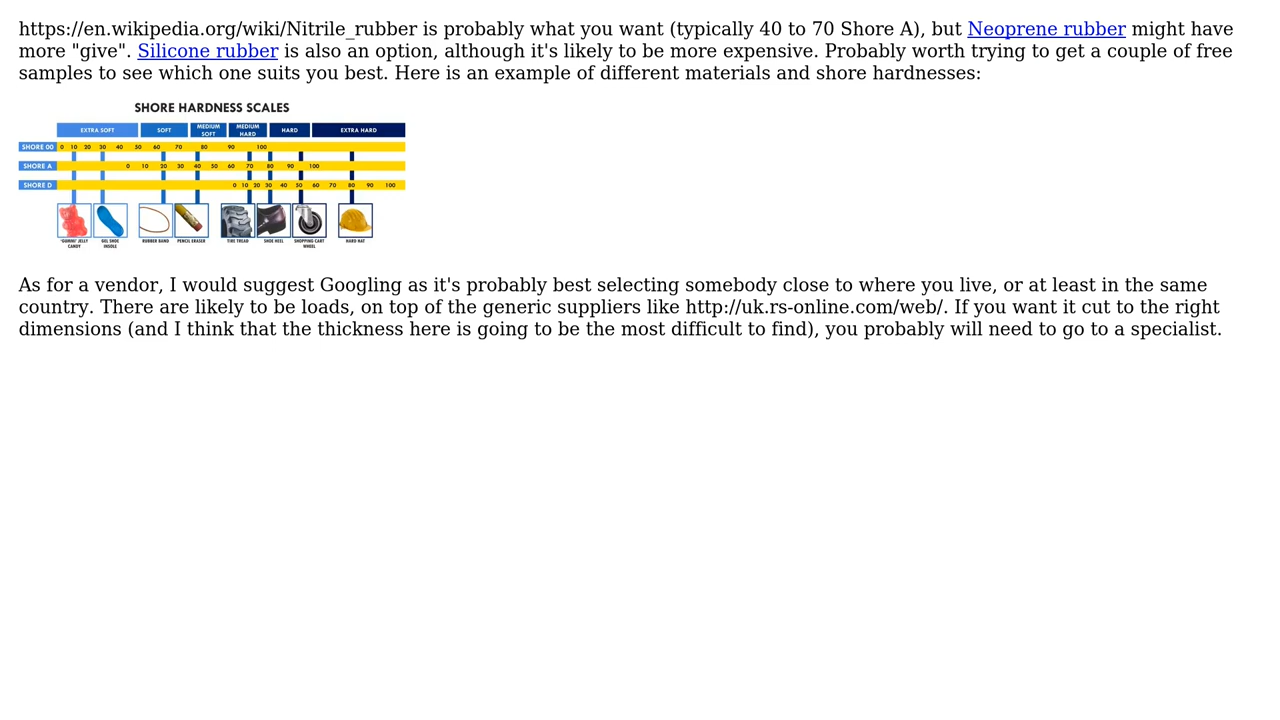 https://en.wikipedia.org/wiki/Nitrile_rubber is probably what you want (typically 40 to 70 Shore A), but Neoprene rubber might have
more "give". Silicone rubber is also an option, although it's likely to be more expensive. Probably worth trying to get a couple of free
samples to see which one suits you best. Here is an example of different materials and shore hardnesses:
SHORE HARDNESS SCALES
EXTRA SOFT SOFT MEDIUM SOFT MEDIUM HARD HARD EXTRA HARD
SHORE 00 0 10 20 30 40 50 60 70 80 90 100
SHORE A 0 10 20 30 40 50 60 70 80 90 100
SHORE D 0 10 20 30 40 50 60 70 80 90 100
"GUMMI" JELLY CANDY GEL SHOE INSOLE RUBBER BAND PENCIL ERASER TIRE TREAD SHOE HEEL SHOPPING CART WHEEL HARD HAT
As for a vendor, I would suggest Googling as it's probably best selecting somebody close to where you live, or at least in the same
country. There are likely to be loads, on top of the generic suppliers like http://uk.rs-online.com/web/. If you want it cut to the right
dimensions (and I think that the thickness here is going to be the most difficult to find), you probably will need to go to a specialist.